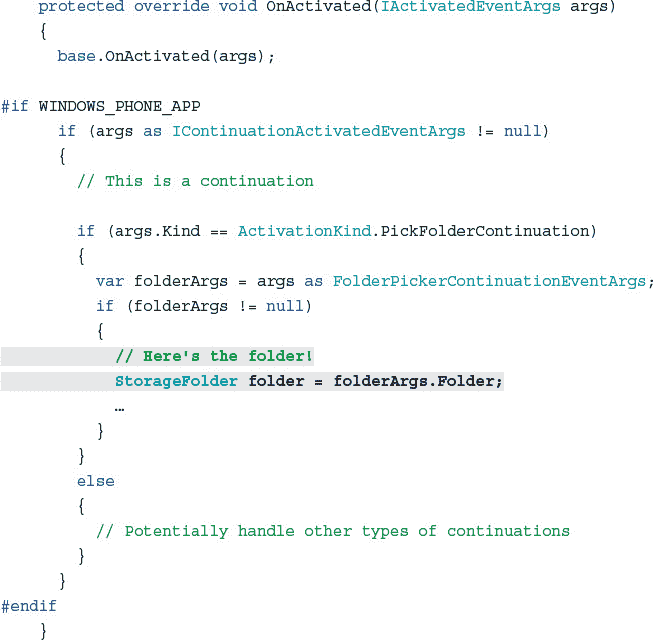 protected override void OnActivated(IActivatedEventArgs args)
{
base.OnActivated(args);
#if WINDOWS_PHONE_APP
if (args as IContinuationActivatedEventArgs != null)
{
// This is a continuation
if (args.Kind == ActivationKind.PickFolderContinuation)
{
var folderArgs = args as FolderPickerContinuationEventArgs;
if (folderArgs != null)
{
// Here's the folder!
StorageFolder folder = folderArgs.Folder;
…
}
}
else
{
// Potentially handle other types of continuations
}
}
#endif
}